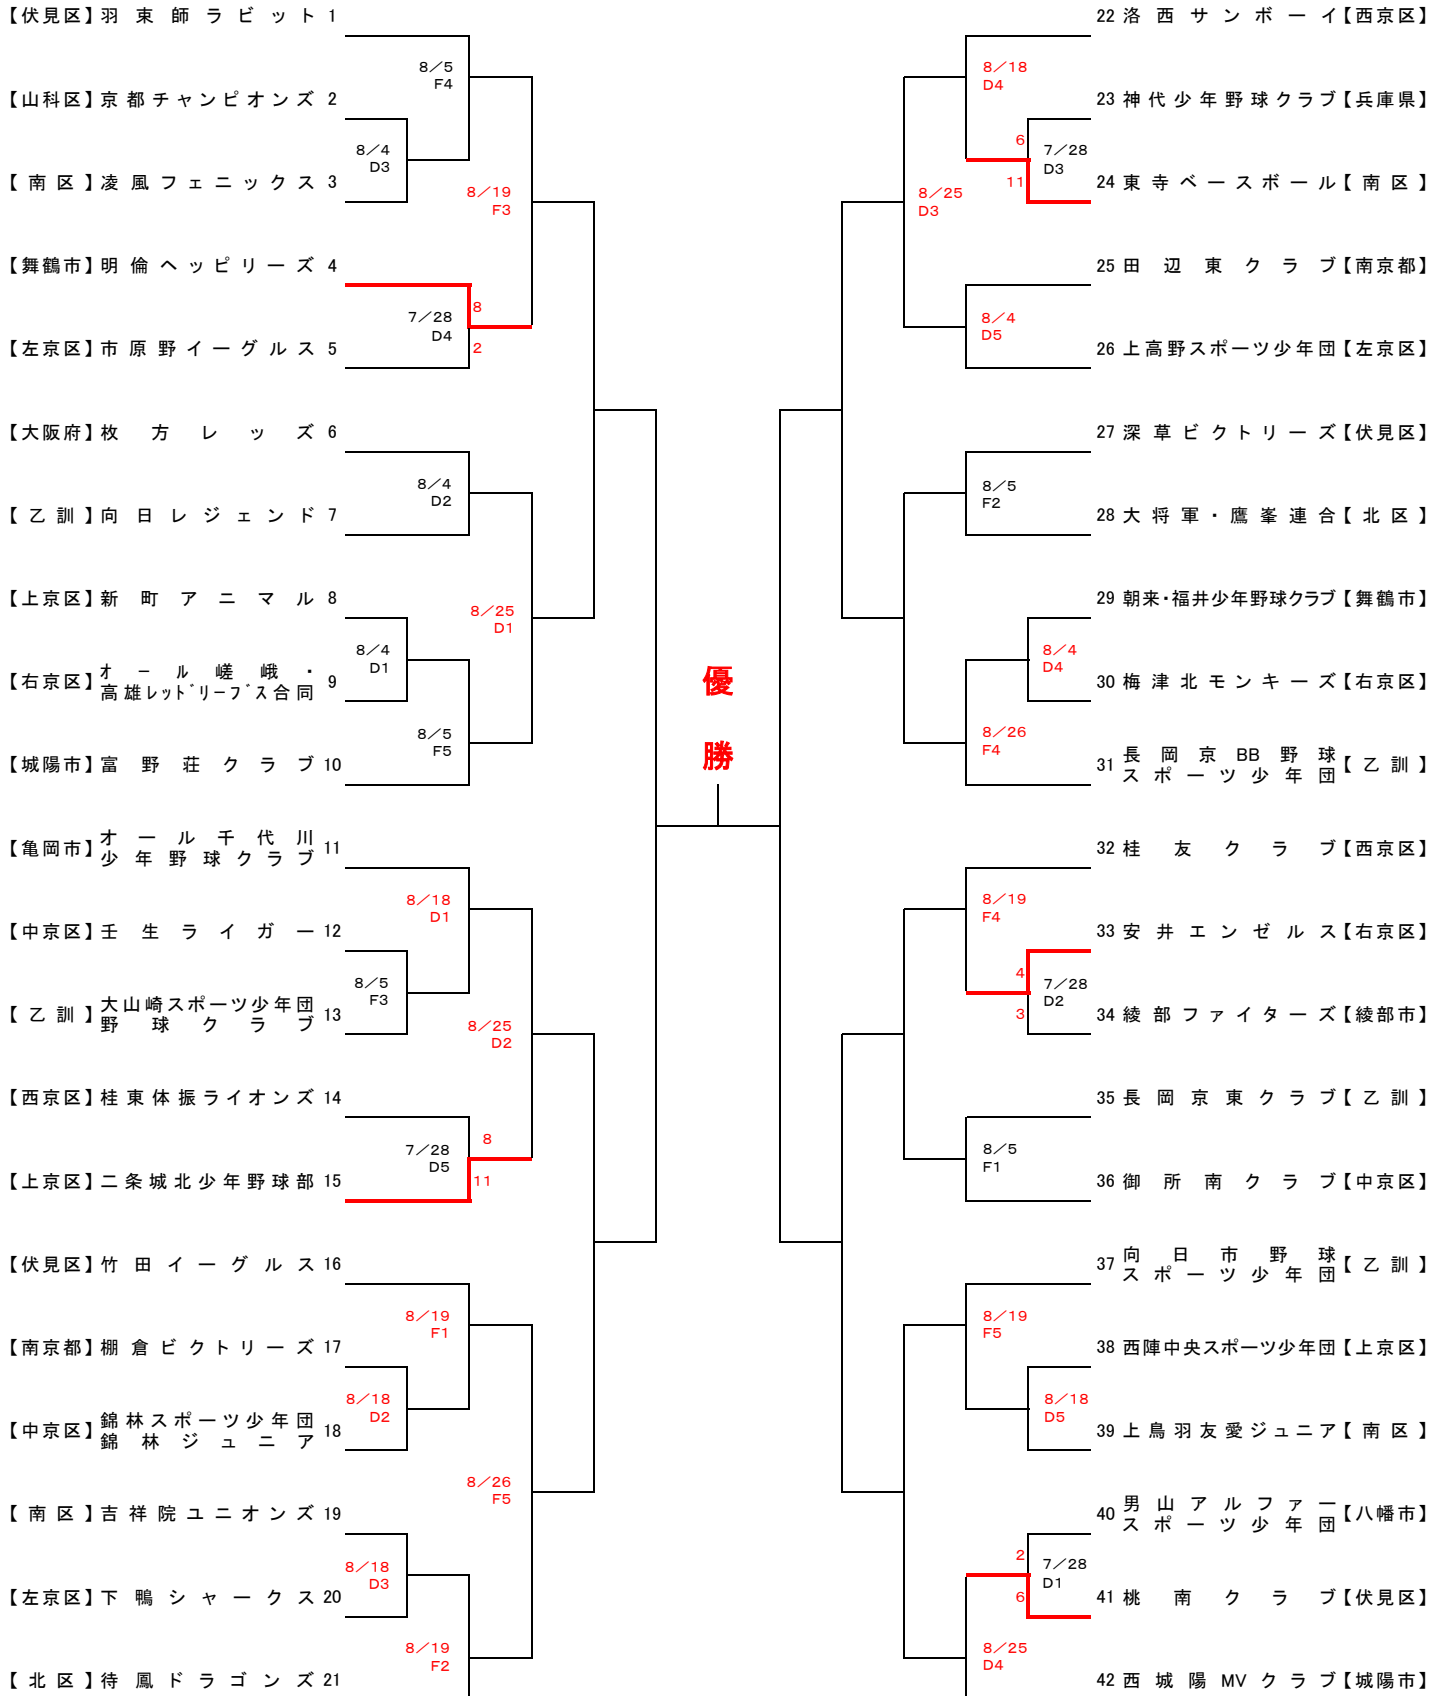 【伏見区】羽束師ラビット 1
8／5
F4
【山科区】京都チャンピオンズ 2
8／4
D3
【南区】凌風フェニックス 3
8／19
F3
【舞鶴市】明倫ヘッピリーズ 4
8
7／28
D4
2
【左京区】市原野イーグルス 5
【大阪府】枚方レッズ 6
8／4
D2
【乙訓】向日レジェンド 7
【上京区】新町アニマル 8
8／25
D1
8／4
D1
【右京区】オール嵯峨・
高雄レッドリーブス合同 9
8／5
F5
【城陽市】富野荘クラブ 10
【亀岡市】オール千代川
少年野球クラブ 11
8／18
D1
【中京区】壬生ライガー 12
8／5
F3
【乙訓】大山崎スポーツ少年団
野球クラブ 13
8／25
D2
【西京区】桂東体振ライオンズ 14
8
7／28
D5
11
【上京区】二条城北少年野球部 15
【伏見区】竹田イーグルス 16
8／19
F1
【南京都】棚倉ビクトリーズ 17
8／18
D2
【中京区】錦林スポーツ少年団
錦林ジュニア 18
8／26
F5
【南区】吉祥院ユニオンズ 19
8／18
D3
【左京区】下鴨シャークス 20
8／19
F2
【北区】待鳳ドラゴンズ 21
優
勝
22 洛西サンボーイ【西京区】
8／18
D4
23 神代少年野球クラブ【兵庫県】
6
7／28
D3
11
24 東寺ベースボール【南区】
8／25
D3
25 田辺東クラブ【南京都】
8／4
D5
26 上高野スポーツ少年団【左京区】
27 深草ビクトリーズ【伏見区】
8／5
F2
28 大将軍・鷹峯連合【北区】
29 朝来・福井少年野球クラブ【舞鶴市】
8／4
D4
30 梅津北モンキーズ【右京区】
8／26
F4
31 長岡京BB野球
スポーツ少年団【乙訓】
32 桂友クラブ【西京区】
8／19
F4
33 安井エンゼルス【右京区】
4
7／28
D2
3
34 綾部ファイターズ【綾部市】
35 長岡京東クラブ【乙訓】
8／5
F1
36 御所南クラブ【中京区】
37 向日市野球
スポーツ少年団【乙訓】
8／19
F5
38 西陣中央スポーツ少年団【上京区】
8／18
D5
39 上鳥羽友愛ジュニア【南区】
40 男山アルファー
スポーツ少年団【八幡市】
2
7／28
D1
6
41 桃南クラブ【伏見区】
8／25
D4
42 西城陽MVクラブ【城陽市】